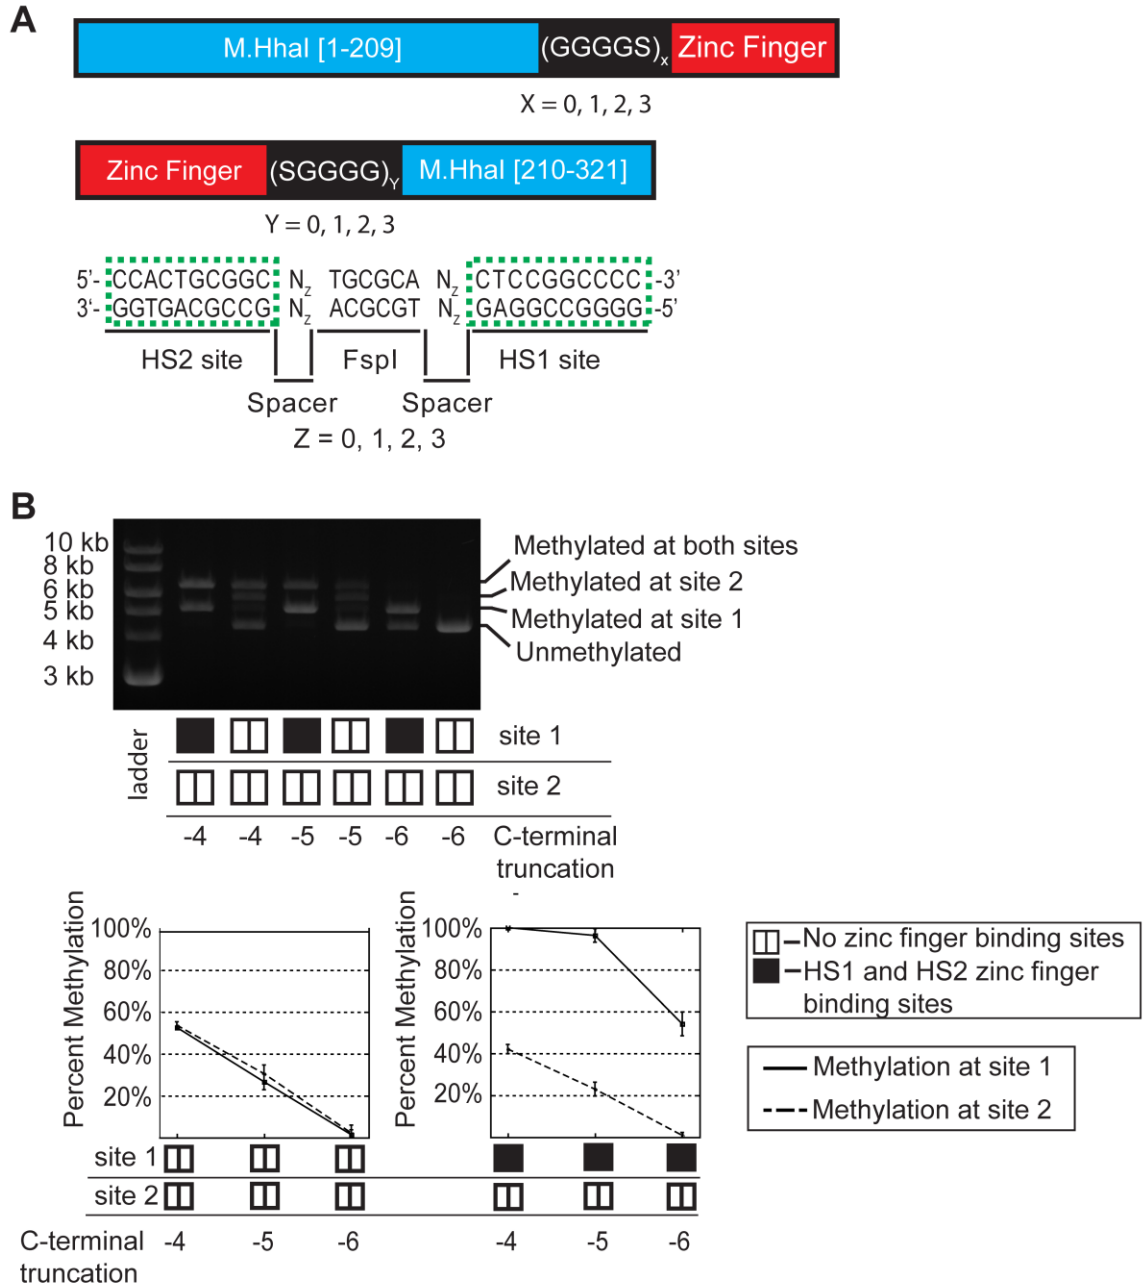 A
M.HhaI [1-209] (GGGGS)x Zinc Finger
X = 0, 1, 2, 3
Zinc Finger (SGGGG)Y M.HhaI [210-321]
Y = 0, 1, 2, 3
5'- CCACTGCGGC NZ TGCGCA NZ CTCCGGCCCC -3'
3'- GGTGACGCCG NZ ACGCGT NZ GAGGCCGGGG -5'
HS2 site FspI HS1 site
Spacer Spacer
Z = 0, 1, 2, 3
B
10 kb
8 kb
6 kb
5 kb
4 kb
3 kb
Methylated at both sites
Methylated at site 2
Methylated at site 1
Unmethylated
ladder
site 1
site 2
-4 -4 -5 -5 -6 -6 C-terminal
truncation
Percent Methylation
100%
80%
60%
40%
20%
Percent Methylation
100%
80%
60%
40%
20%
site 1
site 2
C-terminal
truncation
-4 -5 -6 -4 -5 -6
No zinc finger binding sites
HS1 and HS2 zinc finger
binding sites
Methylation at site 1
Methylation at site 2